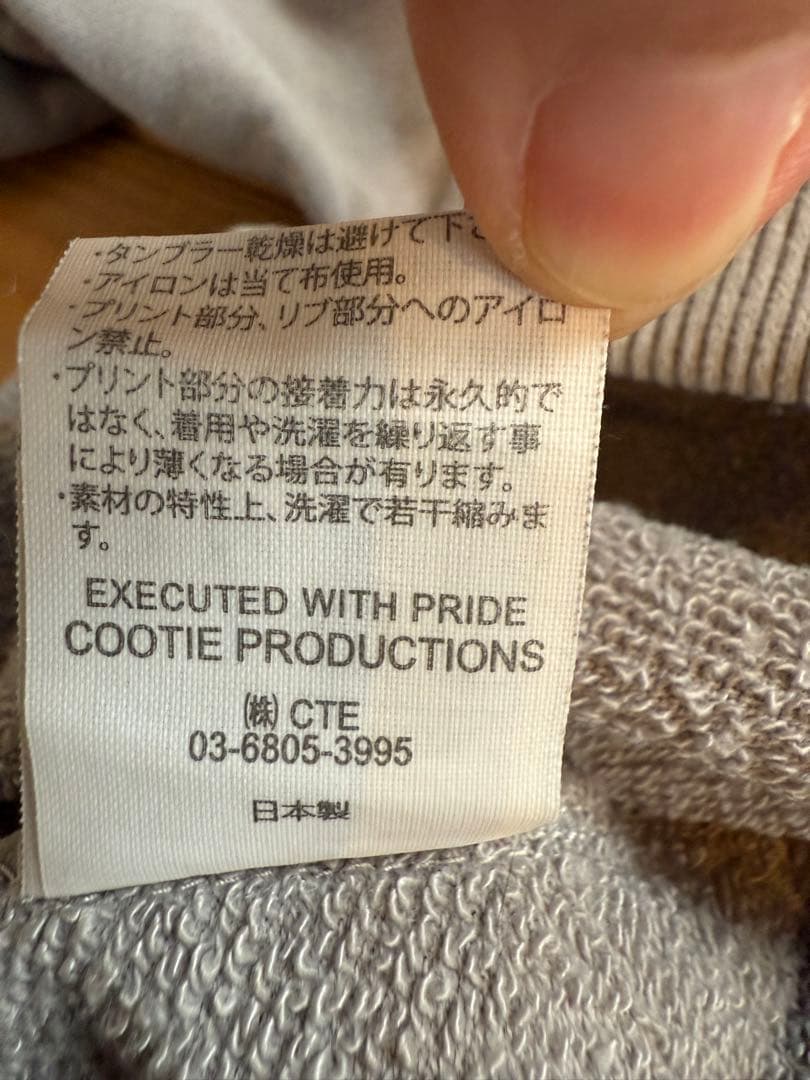 ・タンブラー乾燥は避けて下
・アイロンは当て布使用。
・プリント部分、リブ部分へのアイロ
ン禁止。
・プリント部分の接着力は永久的で
はなく、着用や洗濯を繰り返す事
により薄くなる場合が有ります。
・素材の特性上、洗濯で若干縮みま
す。
EXECUTED WITH PRIDE
COOTIE PRODUCTIONS
㈱ CTE
03-6805-3995
日本製